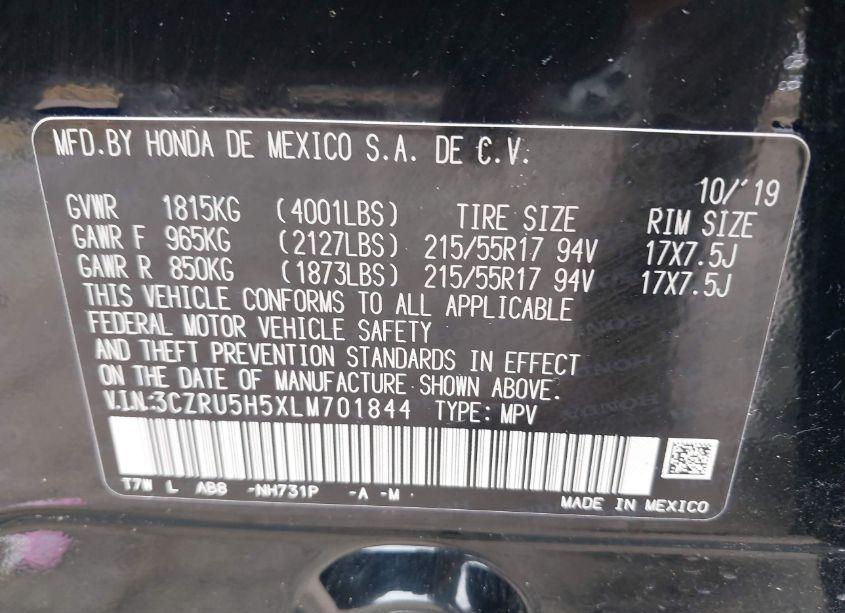 MFD.BY HONDA DE MEXICO S.A. DE C.V.
10/'19
GVWR 1815KG (4001LBS) TIRE SIZE RIM SIZE
GAWR F 965KG (2127LBS) 215/55R17 94V 17X7.5J
GAWR R 850KG (1873LBS) 215/55R17 94V 17X7.5J
THIS VEHICLE CONFORMS TO ALL APPLICABLE
FEDERAL MOTOR VEHICLE SAFETY
AND THEFT PREVENTION STANDARDS IN EFFECT
ON THE DATE OF MANUFACTURE SHOWN ABOVE.
V.I.N:3CZRU5H5XLM701844 TYPE: MPV
T7W L ABB -NH731P -A -M
MADE IN MEXICO